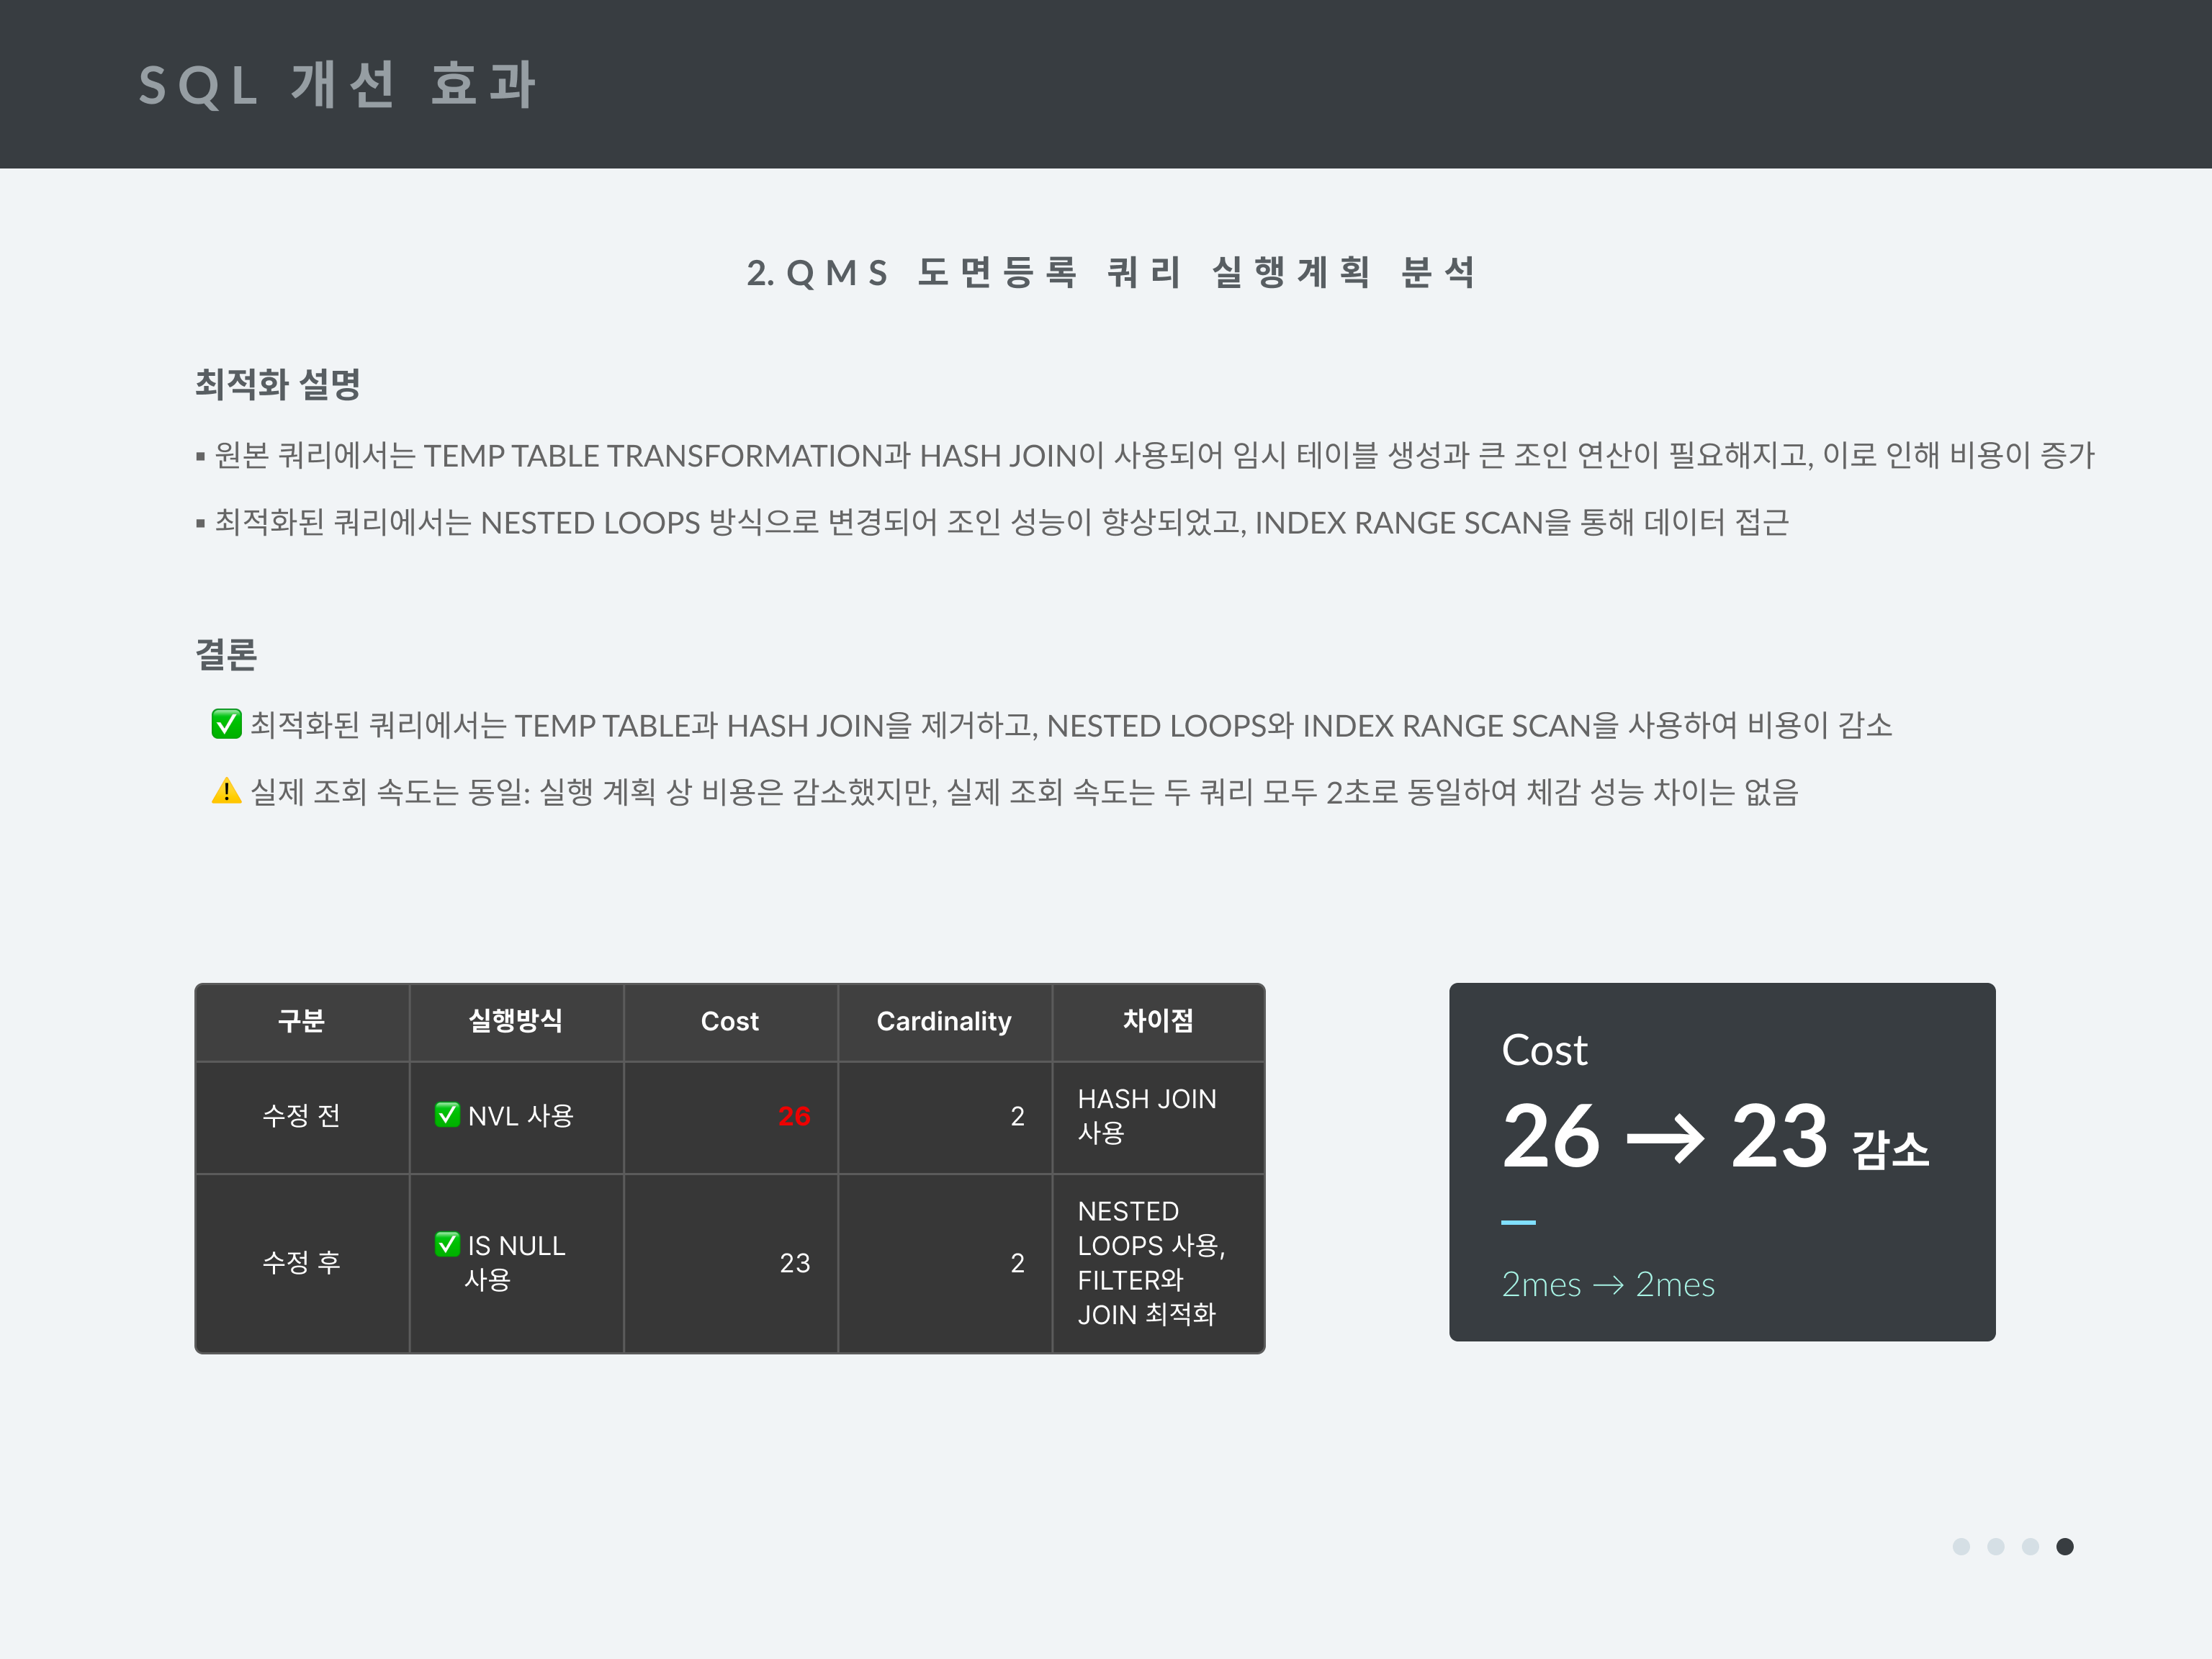 SQL 개선 효과
2. QMS 도면등록 쿼리 실행계획 분석
최적화 설명
▪ 원본 쿼리에서는 TEMP TABLE TRANSFORMATION과 HASH JOIN이 사용되어 임시 테이블 생성과 큰 조인 연산이 필요해지고, 이로 인해 비용이 증가
▪ 최적화된 쿼리에서는 NESTED LOOPS 방식으로 변경되어 조인 성능이 향상되었고, INDEX RANGE SCAN을 통해 데이터 접근
결론
✅ 최적화된 쿼리에서는 TEMP TABLE과 HASH JOIN을 제거하고, NESTED LOOPS와 INDEX RANGE SCAN을 사용하여 비용이 감소
⚠️ 실제 조회 속도는 동일: 실행 계획 상 비용은 감소했지만, 실제 조회 속도는 두 쿼리 모두 2초로 동일하여 체감 성능 차이는 없음
구분 실행방식 Cost Cardinality 차이점
수정 전 ✅ NVL 사용 26 2 HASH JOIN
사용
수정 후 ✅ IS NULL
사용 23 2 NESTED
LOOPS 사용,
FILTER와
JOIN 최적화
Cost
26 → 23 감소
2mes → 2mes